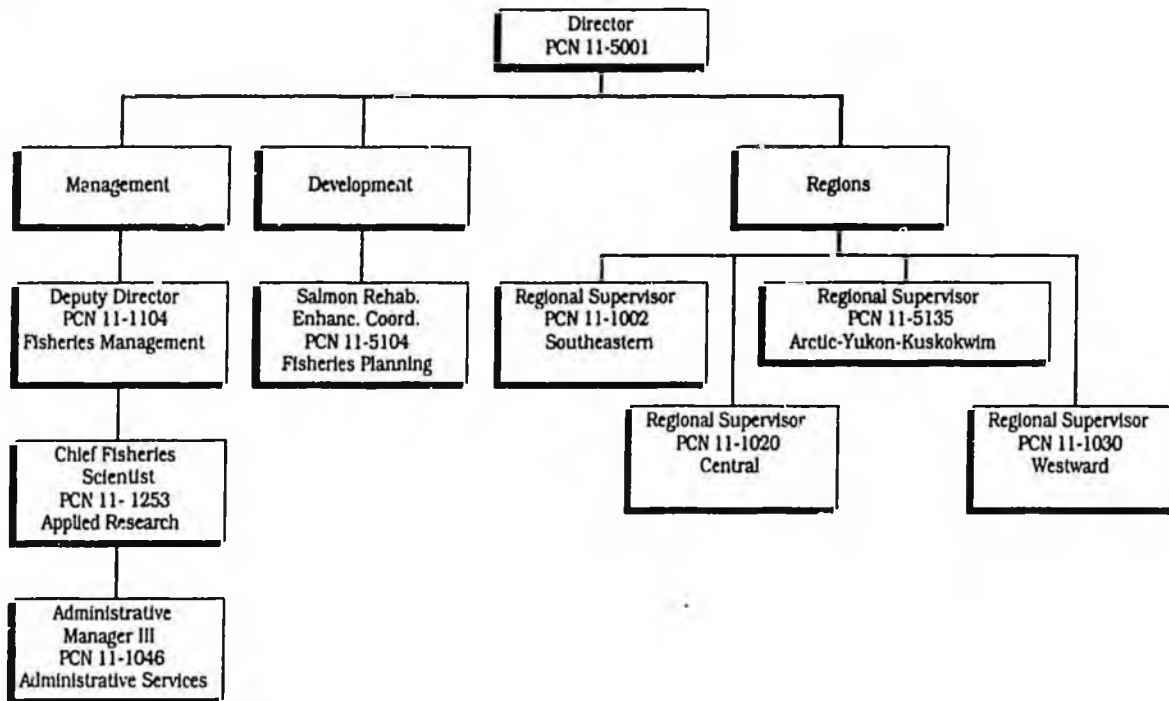 Director
PCN 11-5001
Management
Development
Regions
Deputy Director
PCN 11-1104
Fisheries Management
Salmon Rehab.
Enhanc. Coord.
PCN 11-5104
Fisheries Planning
Regional Supervisor
PCN 11-1002
Southeastern
Regional Supervisor
PCN 11-5135
Arctic-Yukon-Kuskokwim
Regional Supervisor
PCN 11-1020
Central
Regional Supervisor
PCN 11-1030
Westward
Chief Fisheries
Scientist
PCN 11- 1253
Applied Research
Administrative
Manager III
PCN 11-1046
Administrative Services